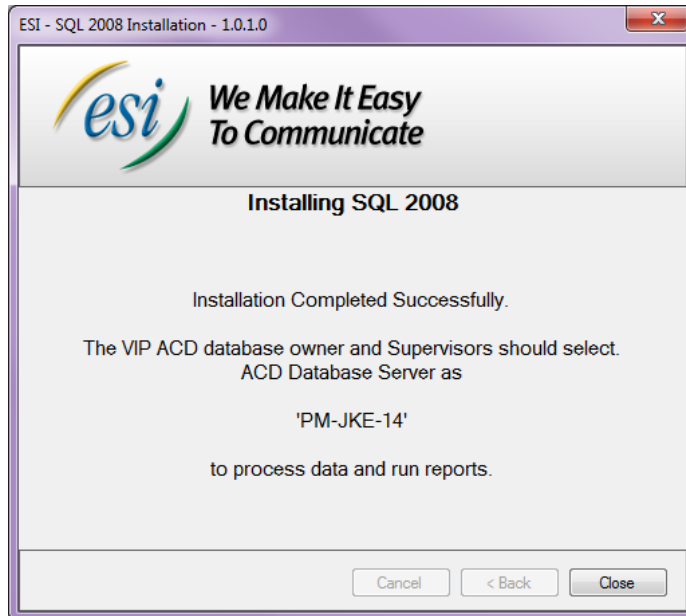 ESI - SQL 2008 Installation - 1.0.1.0
esi
We Make It Easy
To Communicate
Installing SQL 2008
Installation Completed Successfully.
The VIP ACD database owner and Supervisors should select.
ACD Database Server as
'PM-JKE-14'
to process data and run reports.
Cancel
< Back
Close